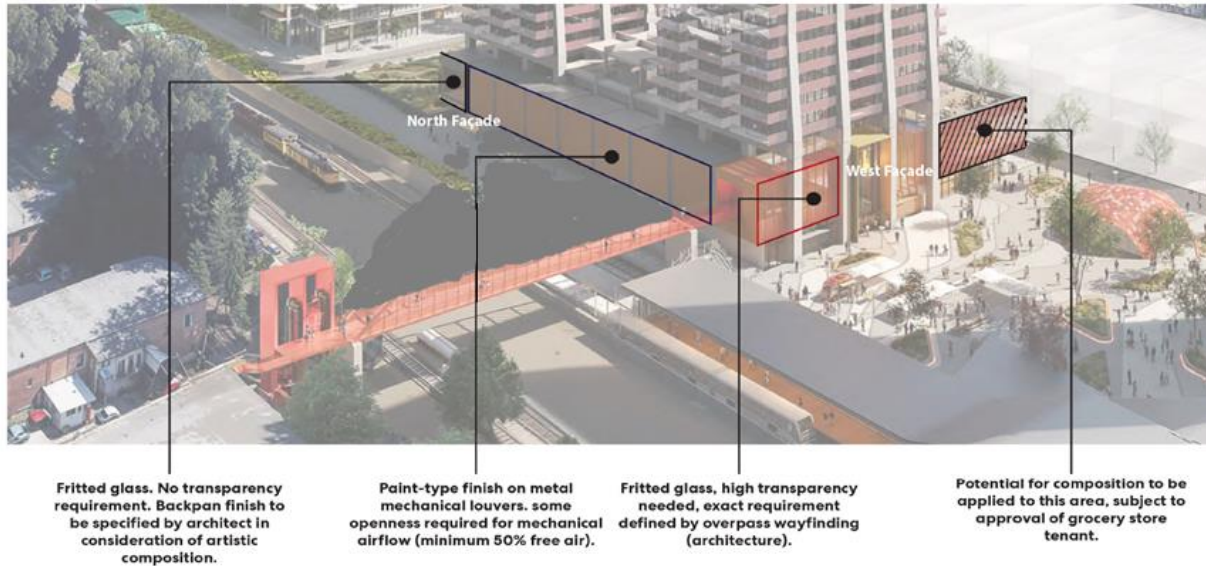 North Façade
West Façade
Fritted glass. No transparency
requirement. Backpan finish to
be specified by architect in
consideration of artistic
composition.
Paint-type finish on metal
mechanical louvers. some
openness required for mechanical
airflow (minimum 50% free air).
Fritted glass, high transparency
needed, exact requirement
defined by overpass wayfinding
(architecture).
Potential for composition to be
applied to this area, subject to
approval of grocery store
tenant.